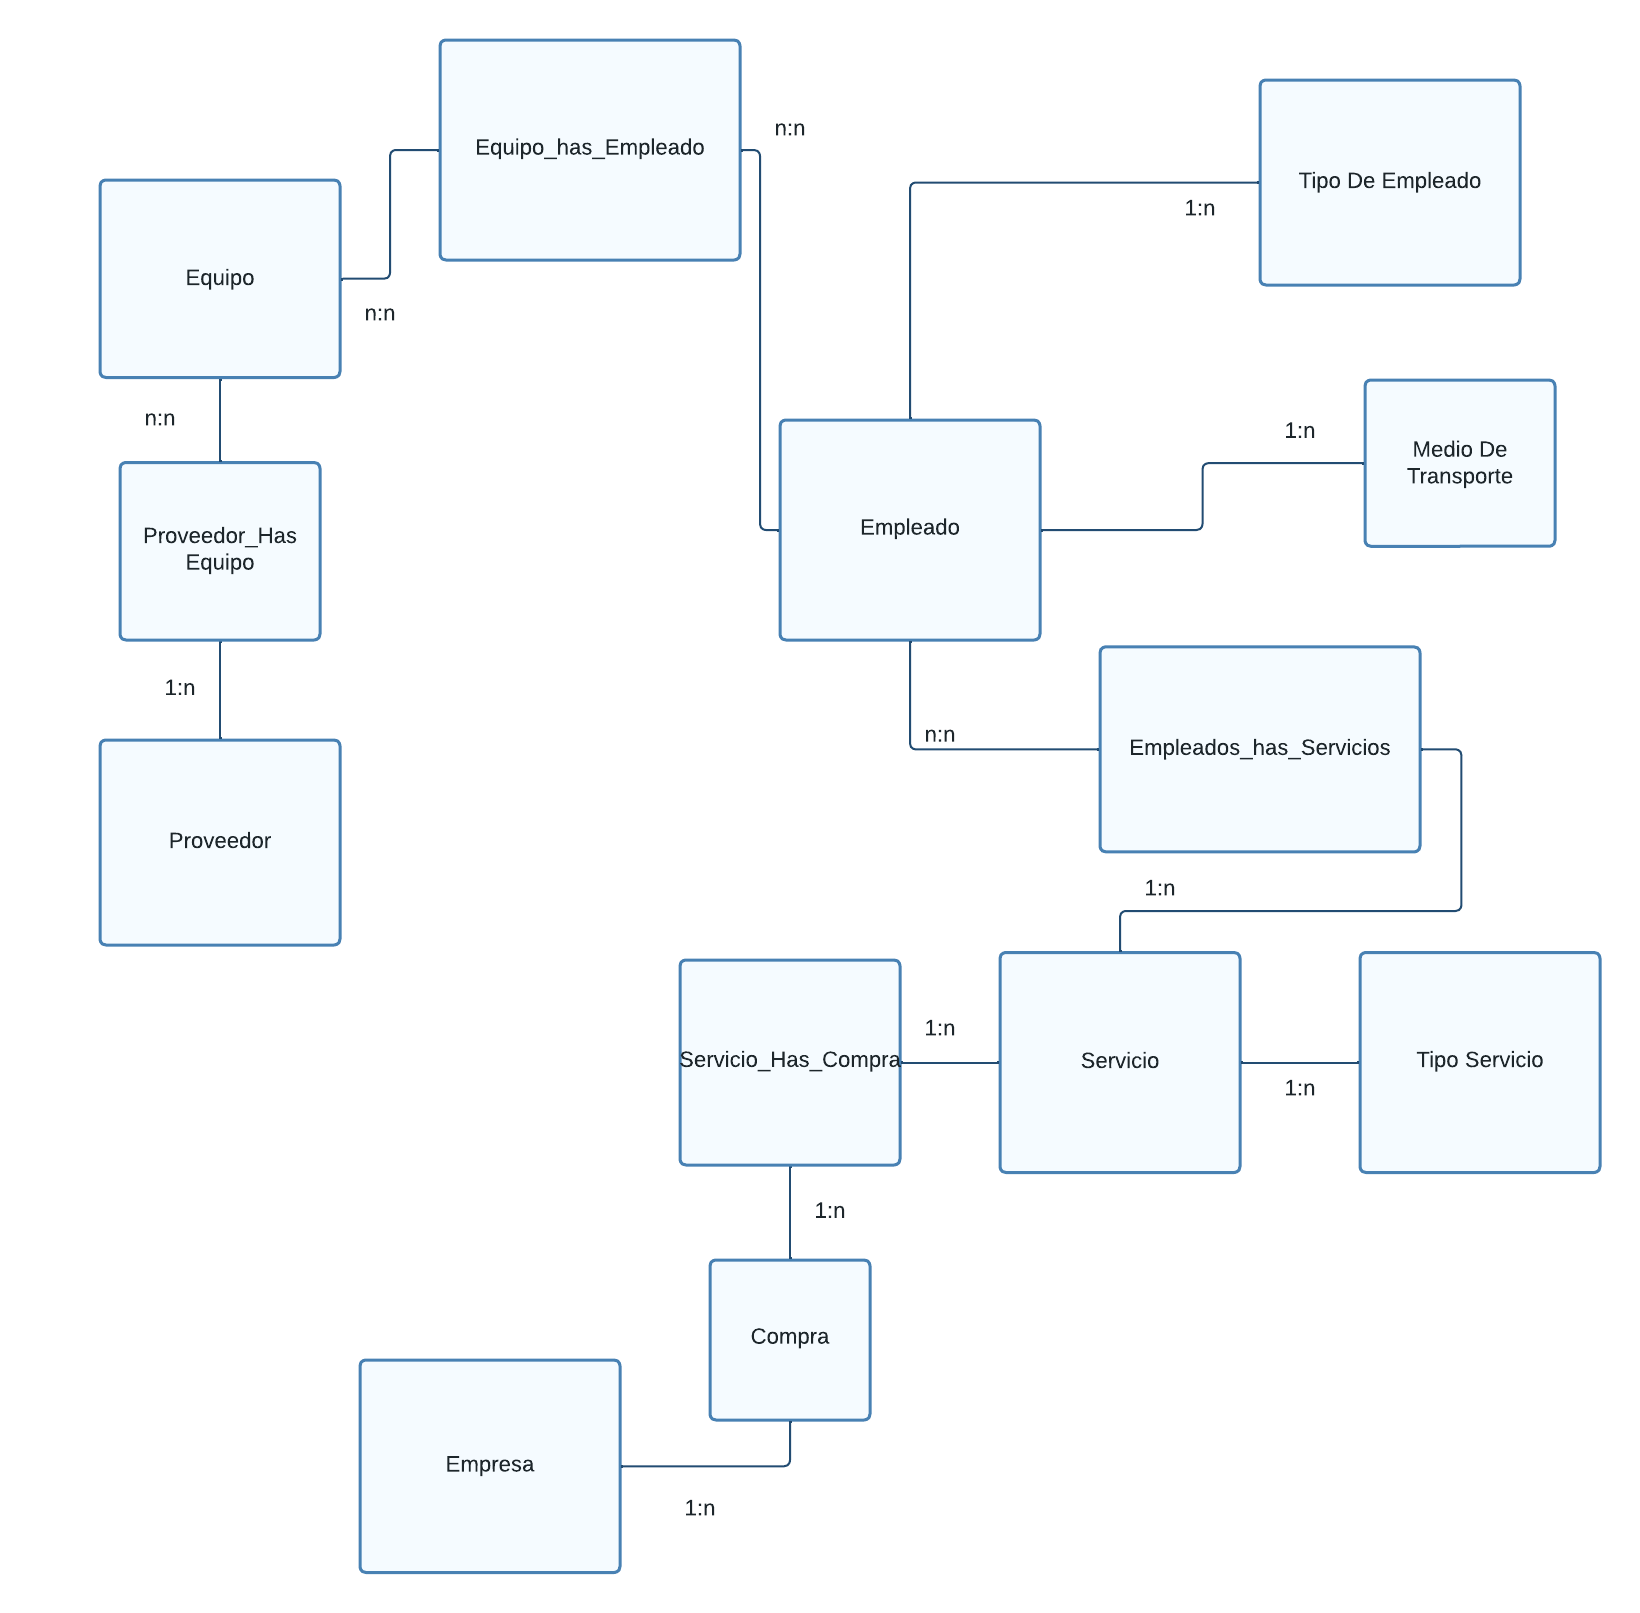 Equipo_has_Empleado
n:n
Tipo De Empleado
1:n
Equipo
n:n
n:n
1:n
Medio De
Transporte
Empleado
Proveedor_Has
Equipo
1:n
n:n
Empleados_has_Servicios
Proveedor
1:n
1:n
Servicio_Has_Compra
Servicio
Tipo Servicio
1:n
1:n
Compra
Empresa
1:n